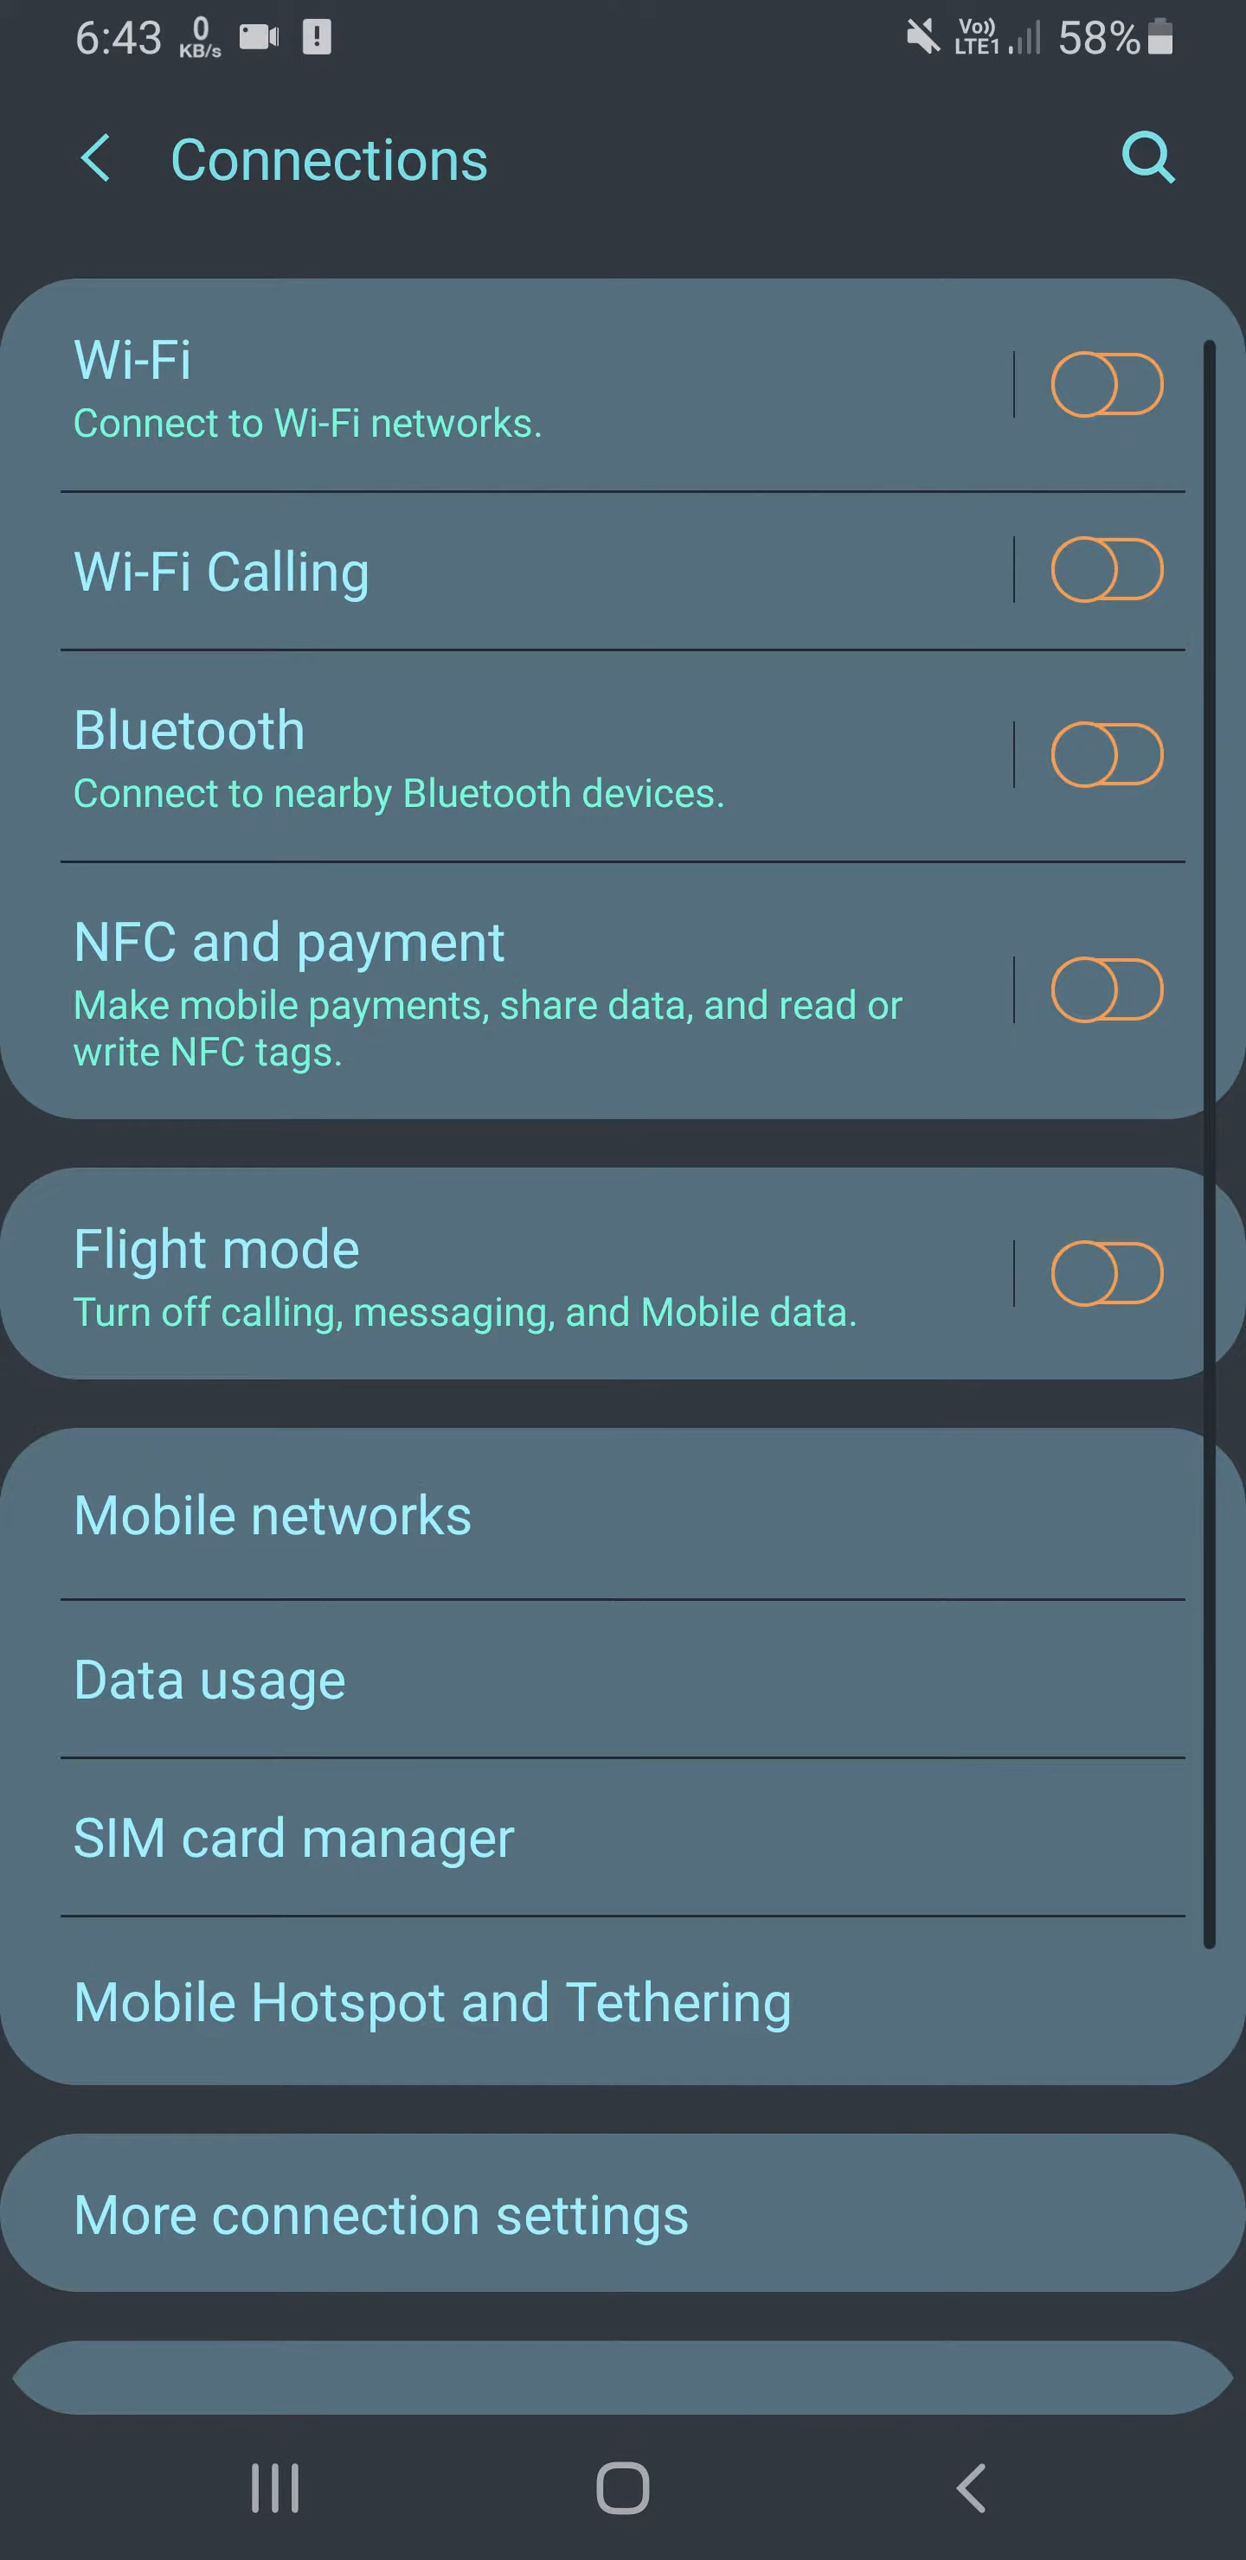 6:43 0 KB/s Vo)) LTE1 58%
Connections
Wi-Fi
Connect to Wi-Fi networks.
Wi-Fi Calling
Bluetooth
Connect to nearby Bluetooth devices.
NFC and payment
Make mobile payments, share data, and read or
write NFC tags.
Flight mode
Turn off calling, messaging, and Mobile data.
Mobile networks
Data usage
SIM card manager
Mobile Hotspot and Tethering
More connection settings